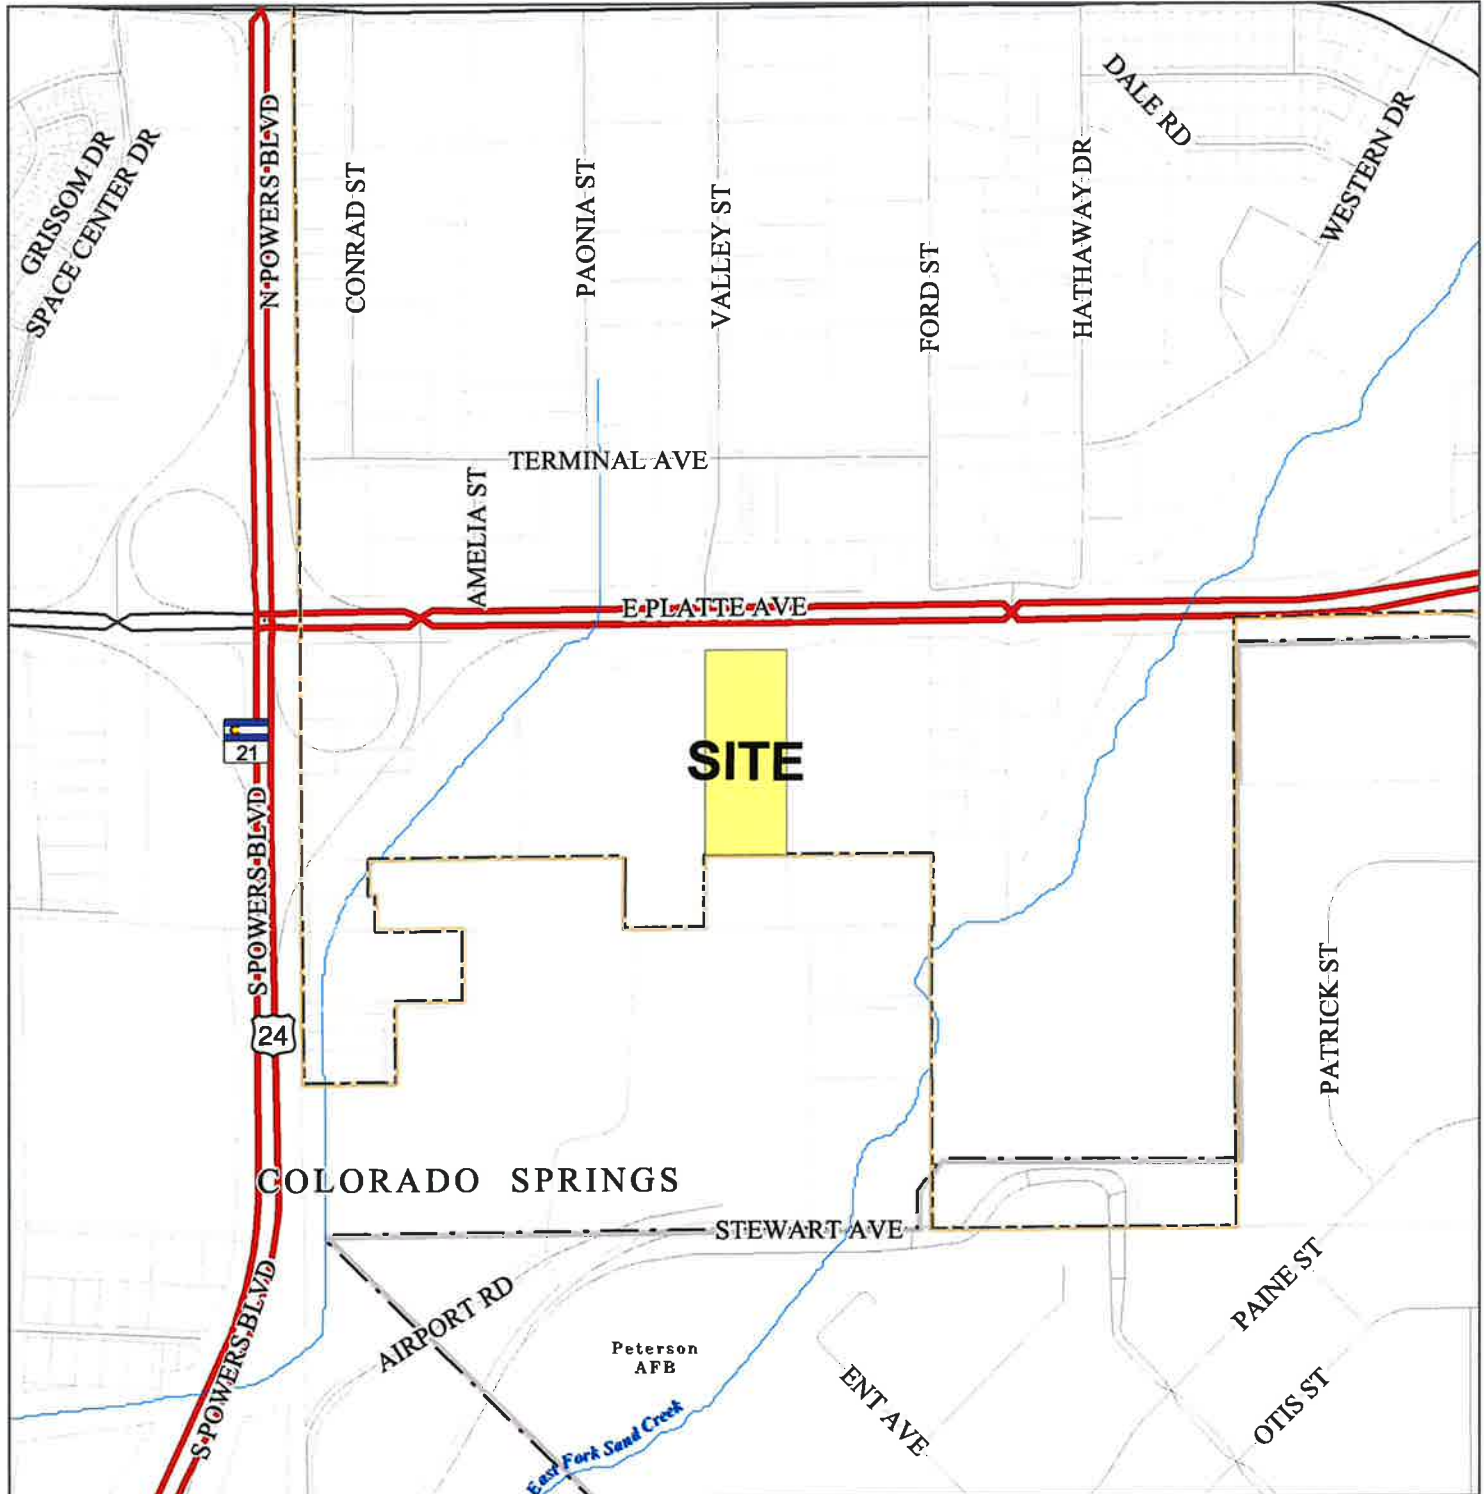 DALE RD
WESTERN DR
GRISSOM DR
SPACE CENTER DR
N POWERS BLVD
CONRAD ST
PAONIA ST
VALLEY ST
FORD ST
HATHAWAY DR
TERMINAL AVE
AMELIA ST
E PLATTE AVE
21
SITE
S POWERS BLVD
24
PATRICK ST
COLORADO SPRINGS
STEWART AVE
S POWERS BLVD
AIRPORT RD
Peterson
AFB
ENT AVE
PAINE ST
OTIS ST
East Fork Sand Creek